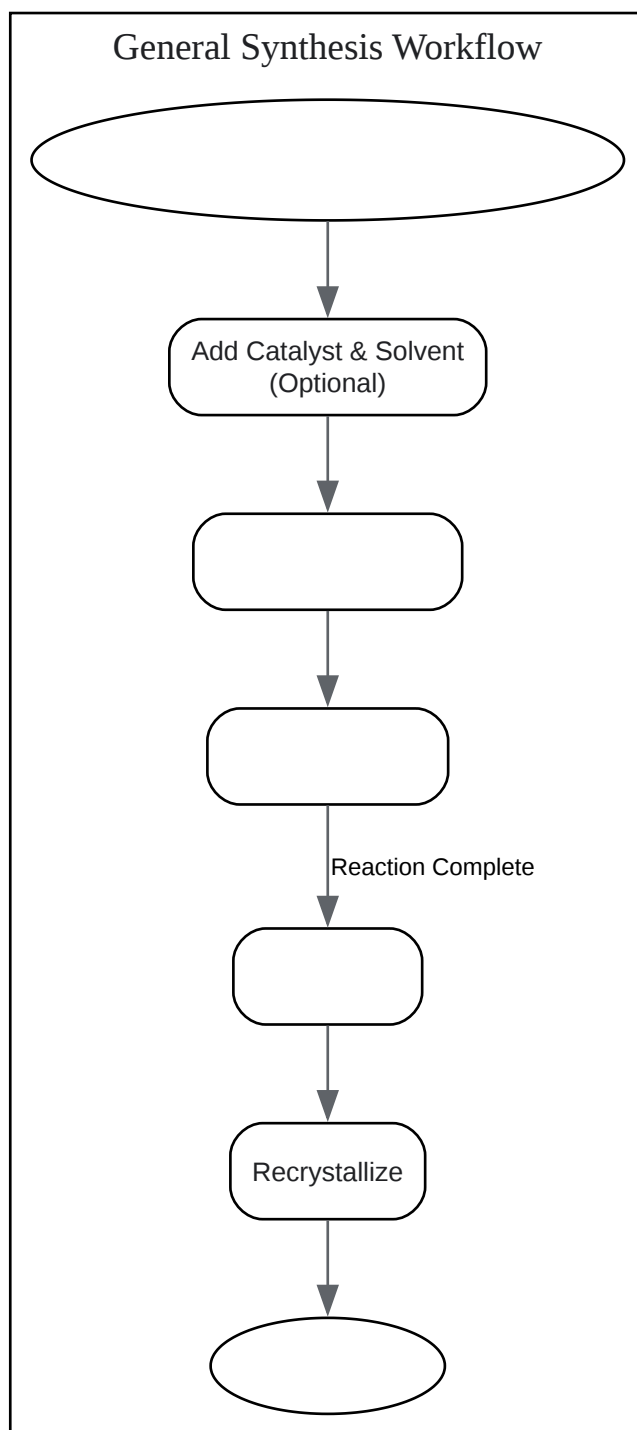 General Synthesis Workflow
Add Catalyst & Solvent
(Optional)
Reaction Complete
Recrystallize